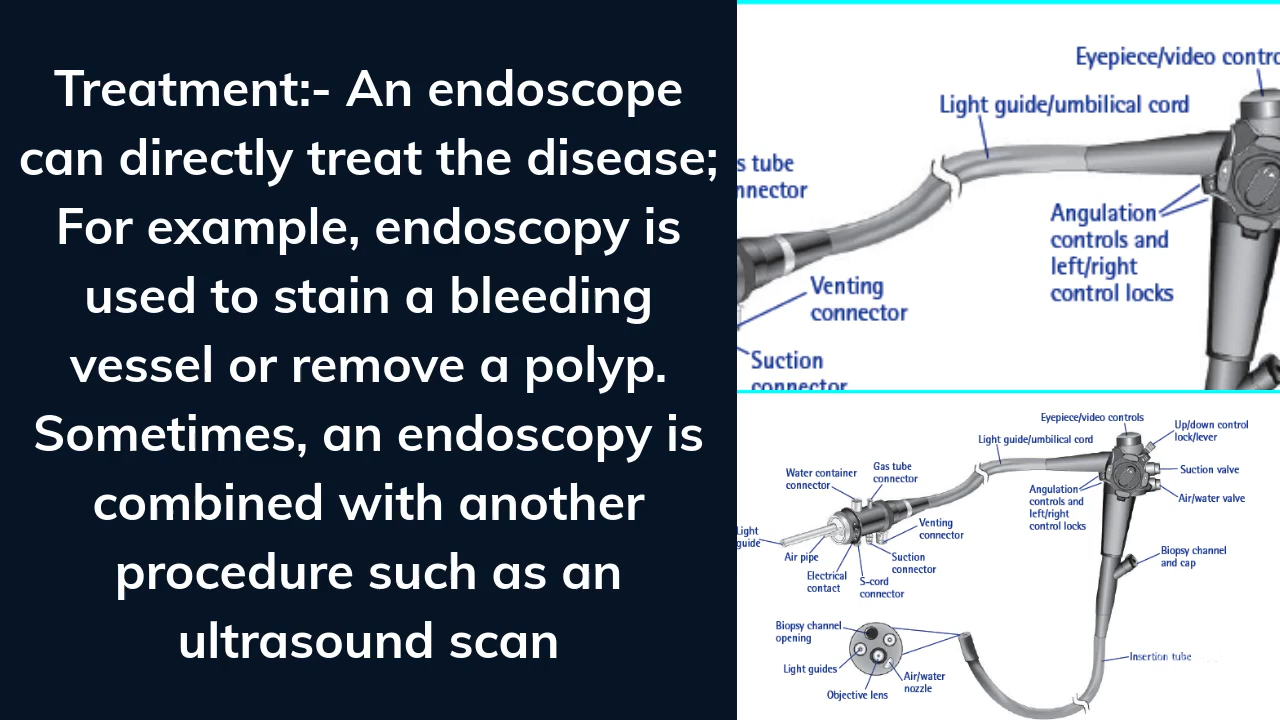 Treatment:- An endoscope
can directly treat the disease;
For example, endoscopy is
used to stain a bleeding
vessel or remove a polyp.
Sometimes, an endoscopy is
combined with another
procedure such as an
ultrasound scan
Eyepiece/video contro
Light guide/umbilical cord
s tube
nnector
Angulation
controls and
left/right
control locks
Venting
connector
Suction
connector
Eyepiece/video controls
Up/down control
lock/lever
Light guide/umbilical cord
Suction valve
Air/water valve
Water container
connector
Gas tube
connector
Angulation
controls and
left/right
control locks
Venting
connector
Light
guide
Air pipe
Suction
connector
Electrical
contact
S-cord
connector
Biopsy channel
and cap
Biopsy channel
opening
Light guides
Air/water
nozzle
Objective lens
Insertion tube